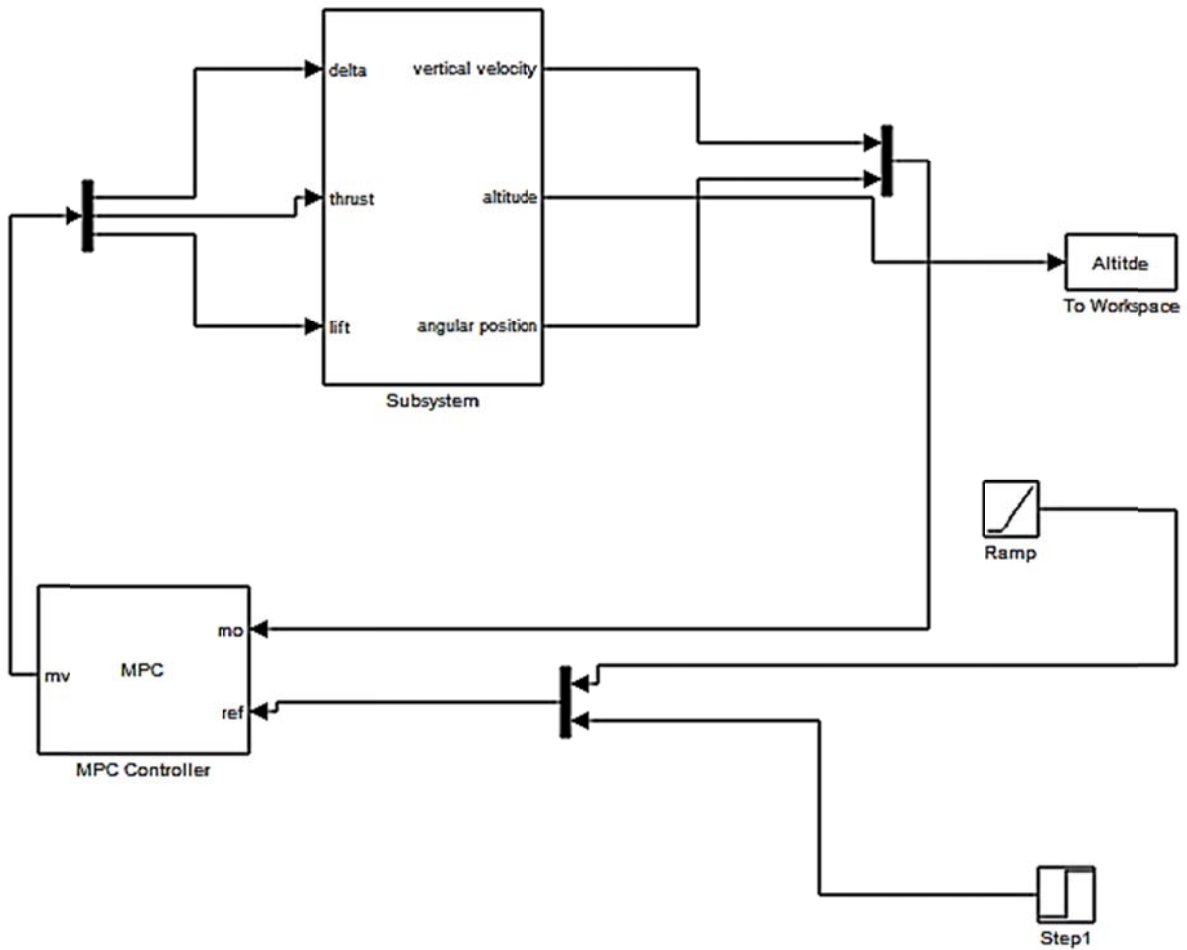 delta
vertical velocity
thrust
altitude
lift
angular position
Subsystem
Altitde
To Workspace
Ramp
mo
MPC
mv
ref
MPC Controller
Step1